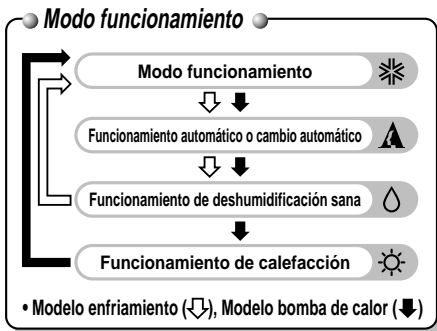 Modo funcionamiento
Modo funcionamiento
Funcionamiento automático o cambio automático
Funcionamiento de deshumidificación sana
Funcionamiento de calefacción
• Modelo enfriamiento (⇩), Modelo bomba de calor (⬇)